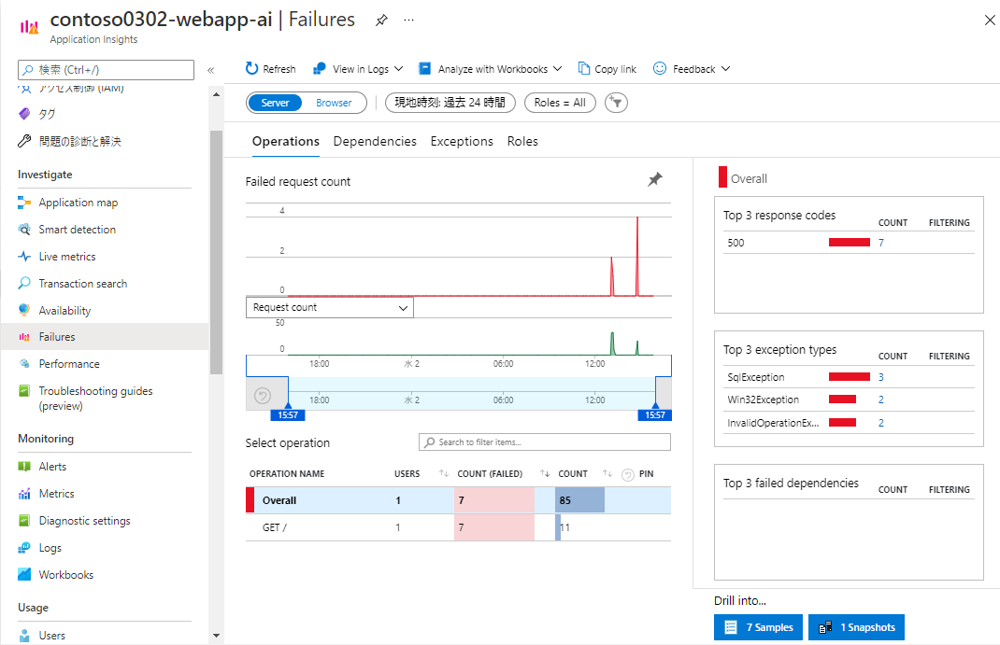 contoso0302-webapp-ai | Failures
Application Insights
検索 (Ctrl+/)
«
アクセス制御 (IAM)
タグ
問題の診断と解決
Investigate
Application map
Smart detection
Live metrics
Transaction search
Availability
Failures
Performance
Troubleshooting guides
(preview)
Monitoring
Alerts
Metrics
Diagnostic settings
Logs
Workbooks
Usage
Users
Refresh
View in Logs
Analyze with Workbooks
Copy link
Feedback
Server
Browser
現地時刻: 過去 24 時間
Roles = All
Operations
Dependencies
Exceptions
Roles
Failed request count
4
2
0
Request count
50
0
18:00
水 2
06:00
12:00
18:00
水 2
06:00
12:00
15:57
15:57
Select operation
Search to filter items...
OPERATION NAME USERS COUNT (FAILED) COUNT PIN
Overall 1 7 85
GET / 1 7 11
Overall
Top 3 response codes COUNT FILTERING
500 7
Top 3 exception types COUNT FILTERING
SqlException 3
Win32Exception 2
InvalidOperationEx... 2
Top 3 failed dependencies COUNT FILTERING
Drill into...
7 Samples
1 Snapshots